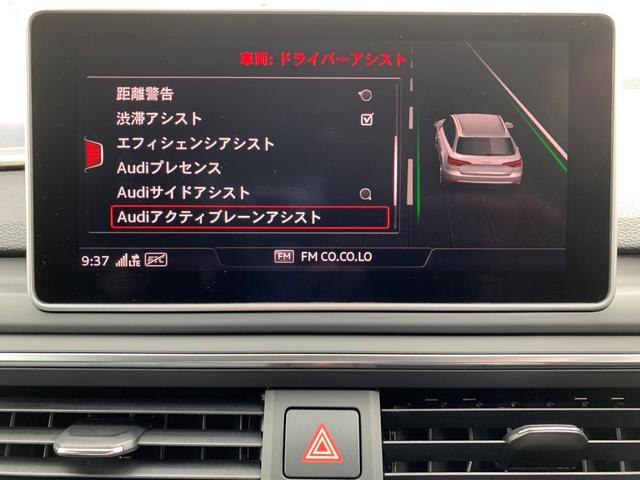 車両: ドライバーアシスト
距離警告
渋滞アシスト
エフィシェンシアシスト
Audiプレセンス
Audiサイドアシスト
Audiアクティブレーンアシスト
9:37 LTE ETC FM FM CO.CO.LO